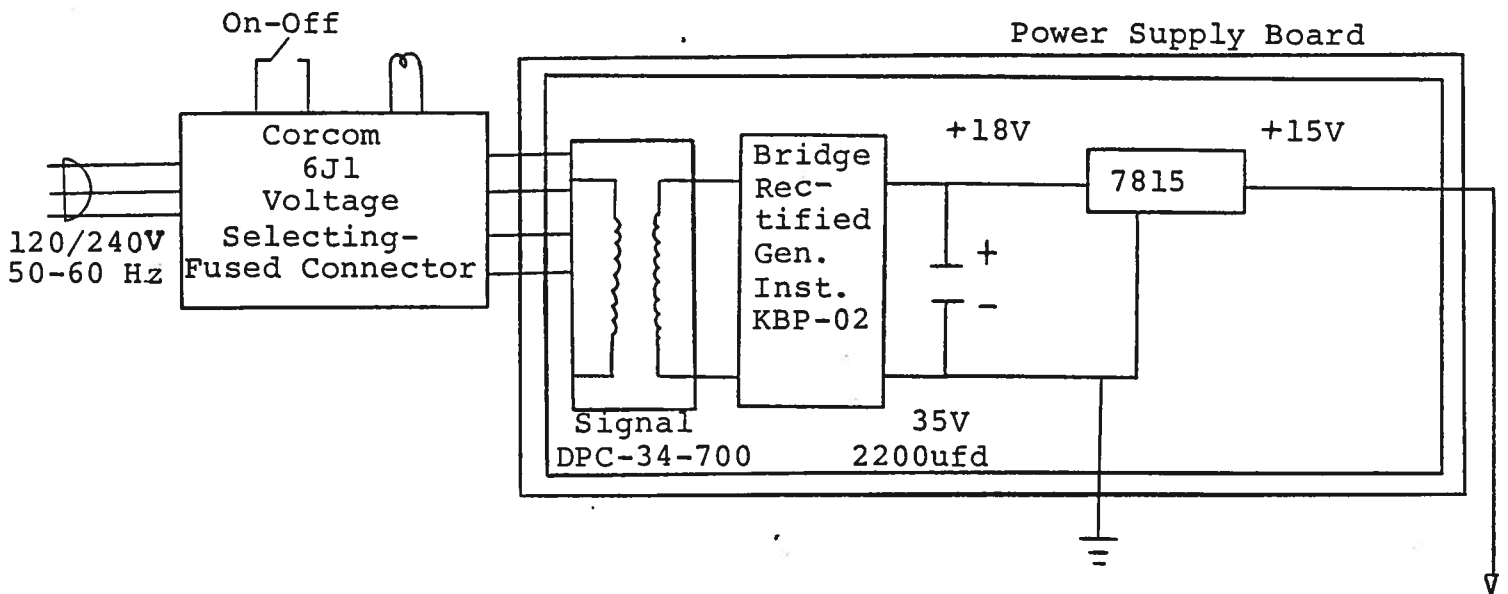 On-Off
Power Supply Board
Corcom
6J1
Voltage
Selecting-
Fused Connector
120/240V
50-60 Hz
Bridge
Rec-
tified
Gen.
Inst.
KBP-02
+18V
+15V
7815
+
-
Signal
DPC-34-700
35V
2200ufd